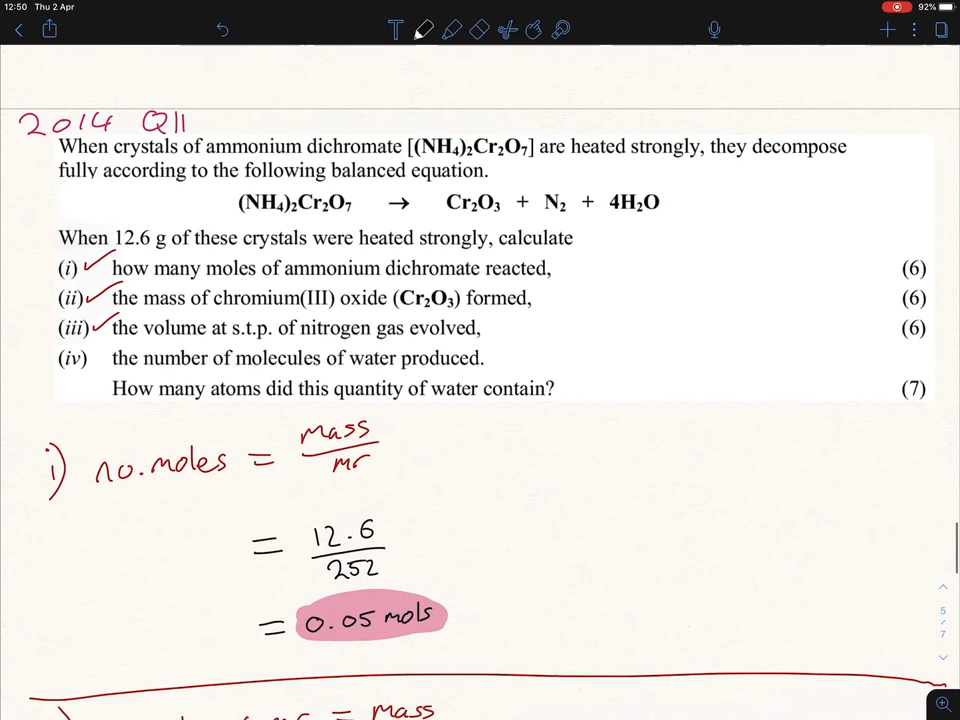 12:50 Thu 2 Apr 92%
2014 Q11
When crystals of ammonium dichromate [(NH₄)₂Cr₂O₇] are heated strongly, they decompose
fully according to the following balanced equation.
(NH₄)₂Cr₂O₇ → Cr₂O₃ + N₂ + 4H₂O
When 12.6 g of these crystals were heated strongly, calculate
(i) how many moles of ammonium dichromate reacted, (6)
(ii) the mass of chromium(III) oxide (Cr₂O₃) formed, (6)
(iii) the volume at s.t.p. of nitrogen gas evolved, (6)
(iv) the number of molecules of water produced.
How many atoms did this quantity of water contain? (7)
i) no. moles = mass / mr
= 12.6 / 252
= 0.05 mols
5 / 7
= mass